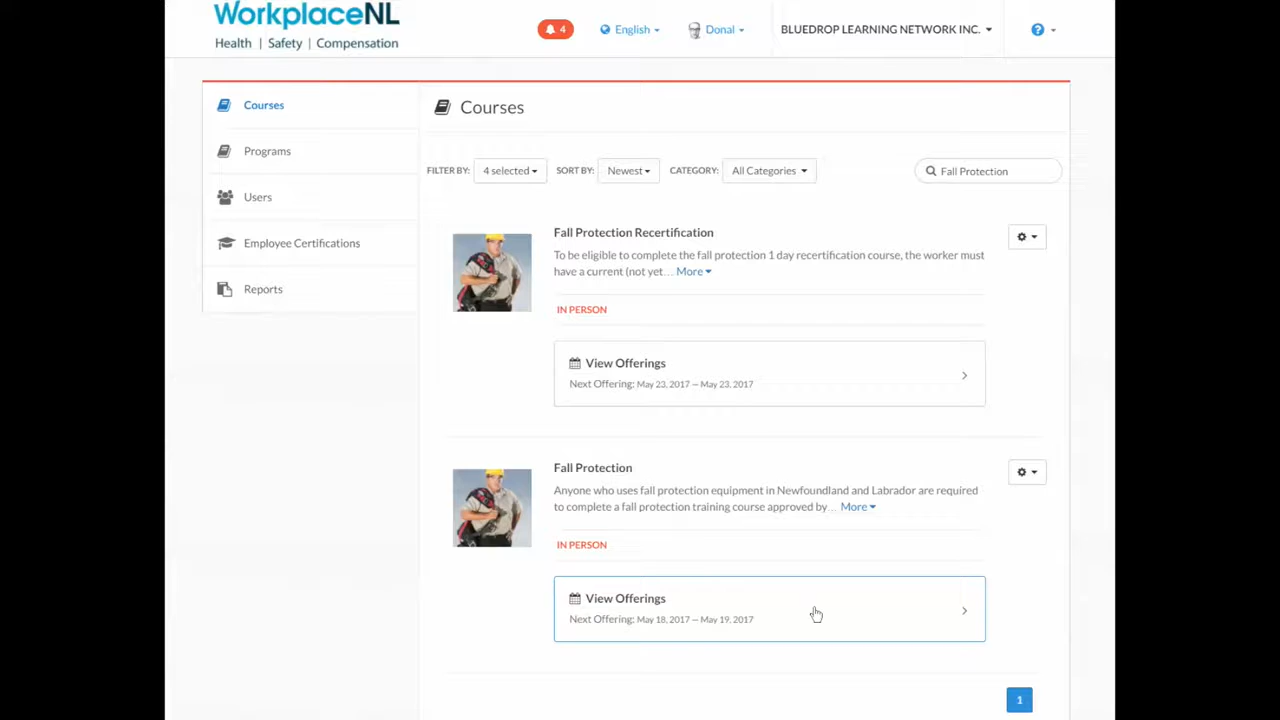 WorkplaceNL
Health | Safety | Compensation
4
English
Donal
BLUEDROP LEARNING NETWORK INC.
Courses
Programs
Users
Employee Certifications
Reports
Courses
FILTER BY: 4 selected SORT BY: Newest CATEGORY: All Categories Fall Protection
Fall Protection Recertification
To be eligible to complete the fall protection 1 day recertification course, the worker must
have a current (not yet... More
IN PERSON
View Offerings
Next Offering: May 23, 2017 — May 23, 2017
Fall Protection
Anyone who uses fall protection equipment in Newfoundland and Labrador are required
to complete a fall protection training course approved by... More
IN PERSON
View Offerings
Next Offering: May 18, 2017 — May 19, 2017
1